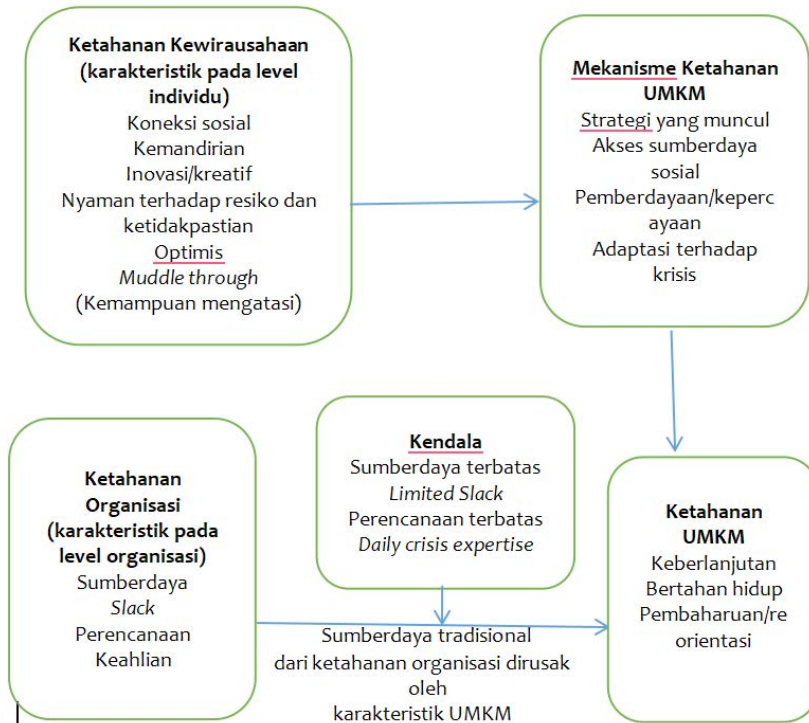 Ketahanan Kewirausahaan
(karakteristik pada level
individu)
Koneksi sosial
Kemandirian
Inovasi/kreatif
Nyaman terhadap resiko dan
ketidakpastian
Optimis
Muddle through
(Kemampuan mengatasi)
Mekanisme Ketahanan
UMKM
Strategi yang muncul
Akses sumberdaya
sosial
Pemberdayaan/keperc
ayaan
Adaptasi terhadap
krisis
Ketahanan
Organisasi
(karakteristik pada
level organisasi)
Sumberdaya
Slack
Perencanaan
Keahlian
Kendala
Sumberdaya terbatas
Limited Slack
Perencanaan terbatas
Daily crisis expertise
Sumberdaya tradisional
dari ketahanan organisasi dirusak
oleh
karakteristik UMKM
Ketahanan
UMKM
Keberlanjutan
Bertahan hidup
Pembaharuan/re
orientasi